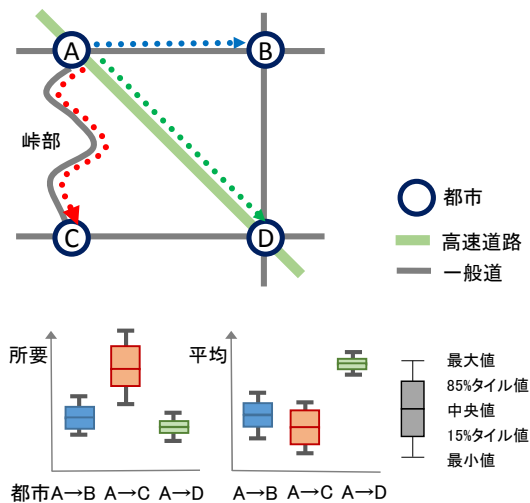 A
B
峠部
C
D
都市
高速道路
一般道
所要
平均
最大値
85%タイル値
中央値
15%タイル値
最小値
都市 A→B A→C A→D
A→B A→C A→D